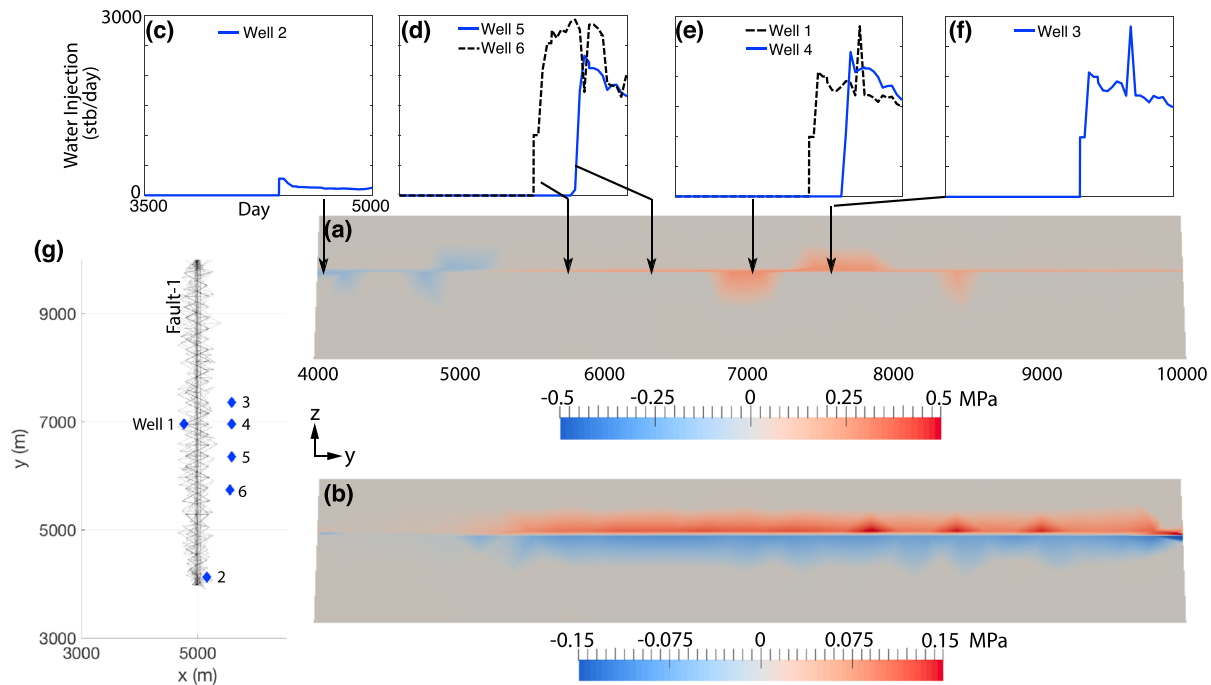 3000
(c)
Well 2
(d)
Well 5
Well 6
(e)
Well 1
Well 4
(f)
Well 3
Water Injection
(stb/day)
0
3500
Day
5000
(a)
4000
5000
6000
7000
8000
9000
10000
-0.5
-0.25
0
0.25
0.5
MPa
z
y
(b)
-0.15
-0.075
0
0.075
0.15
MPa
(g)
Fault-1
9000
7000
5000
3000
y (m)
3
Well 1
4
5
6
2
3000
5000
x (m)